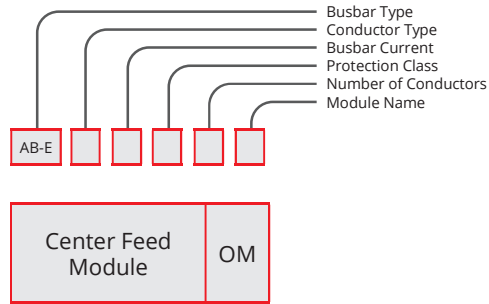 Busbar Type
Conductor Type
Busbar Current
Protection Class
Number of Conductors
Module Name
AB-E
Center Feed
Module
OM